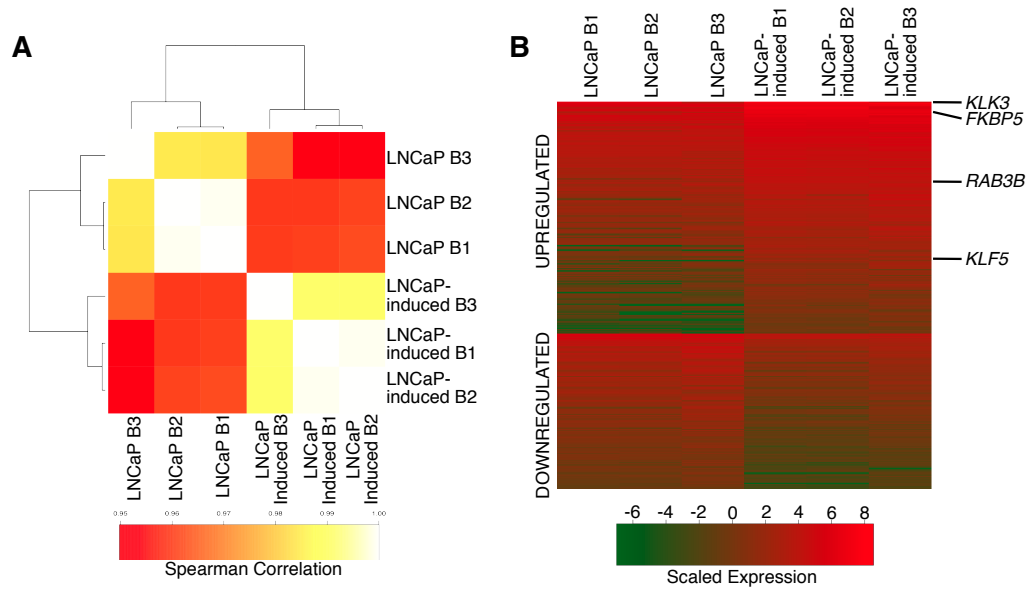 A
LNCaP B3
LNCaP B2
LNCaP B1
LNCaP-
induced B3
LNCaP-
induced B1
LNCaP-
induced B2
LNCaP B3
LNCaP B2
LNCaP B1
LNCaP
Induced B3
LNCaP
Induced B1
LNCaP
Induced B2
0.95 0.96 0.97 0.98 0.99 1.00
Spearman Correlation
B
LNCaP B1
LNCaP B2
LNCaP B3
LNCaP-
induced B1
LNCaP-
induced B2
LNCaP-
induced B3
UPREGULATED
DOWNREGULATED
KLK3
FKBP5
RAB3B
KLF5
-6 -4 -2 0 2 4 6 8
Scaled Expression